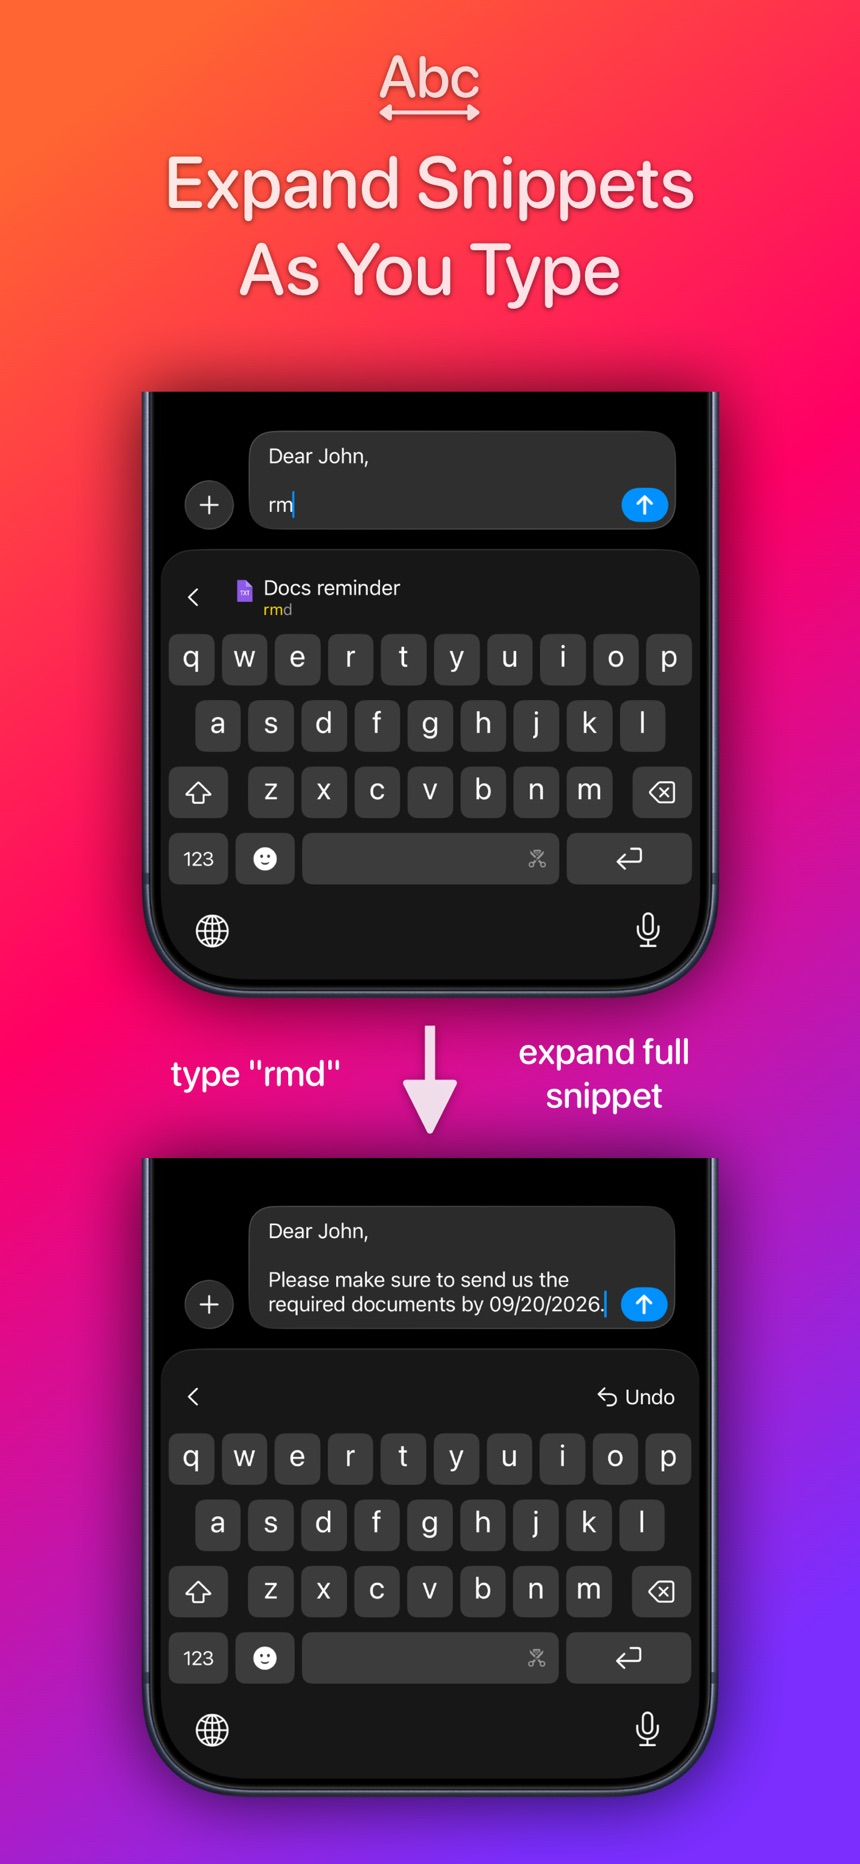 Abc
Expand Snippets
As You Type
Dear John,
rm
TXT
Docs reminder
rmd
q w e r t y u i o p
a s d f g h j k l
z x c v b n m
123
type "rmd"
expand full
snippet
Dear John,
Please make sure to send us the
required documents by 09/20/2026.
Undo
q w e r t y u i o p
a s d f g h j k l
z x c v b n m
123